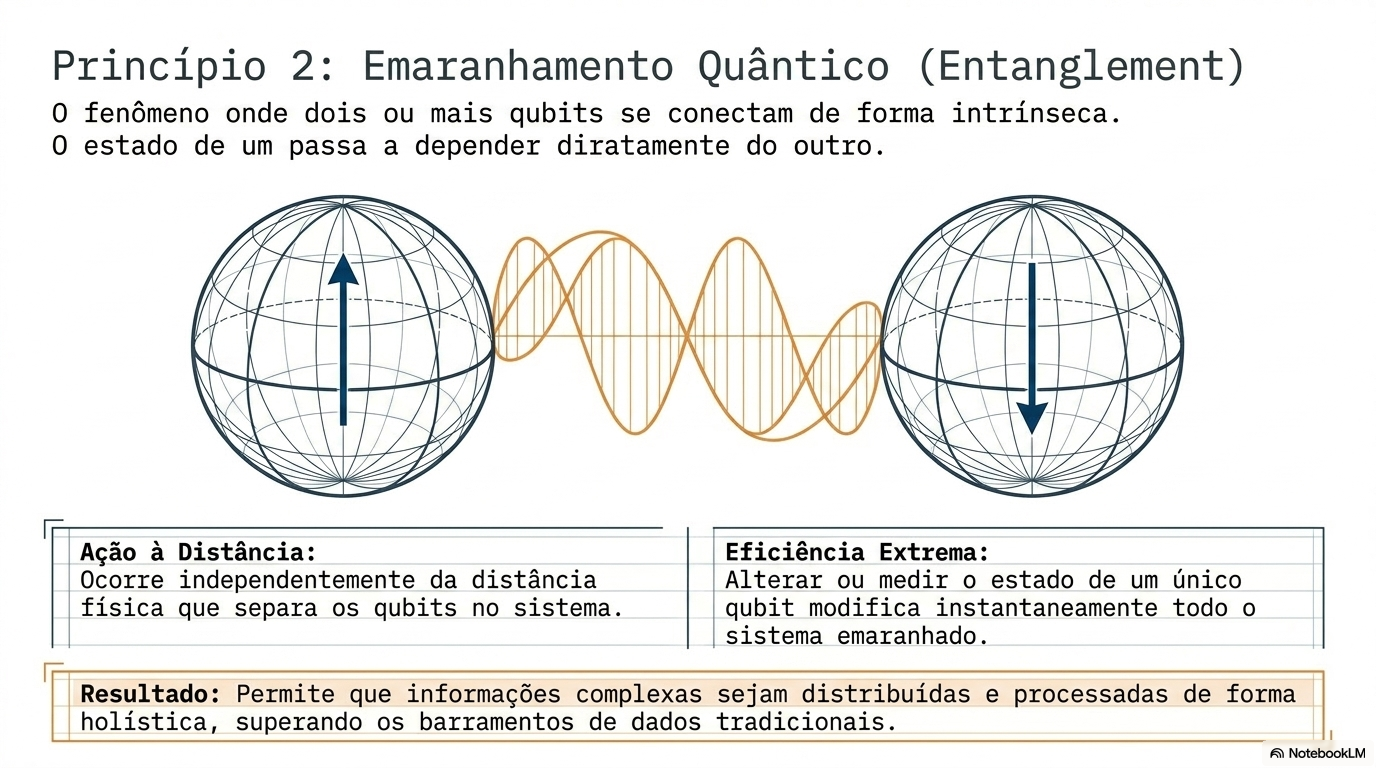 Princípio 2: Emaranhamento Quântico (Entanglement)
O fenômeno onde dois ou mais qubits se conectam de forma intrínseca.
O estado de um passa a depender diratamente do outro.
Ação à Distância:
Ocorre independentemente da distância
física que separa os qubits no sistema.
Eficiência Extrema:
Alterar ou medir o estado de um único
qubit modifica instantaneamente todo o
sistema emaranhado.
Resultado: Permite que informações complexas sejam distribuídas e processadas de forma
holística, superando os barramentos de dados tradicionais.
NotebookLM